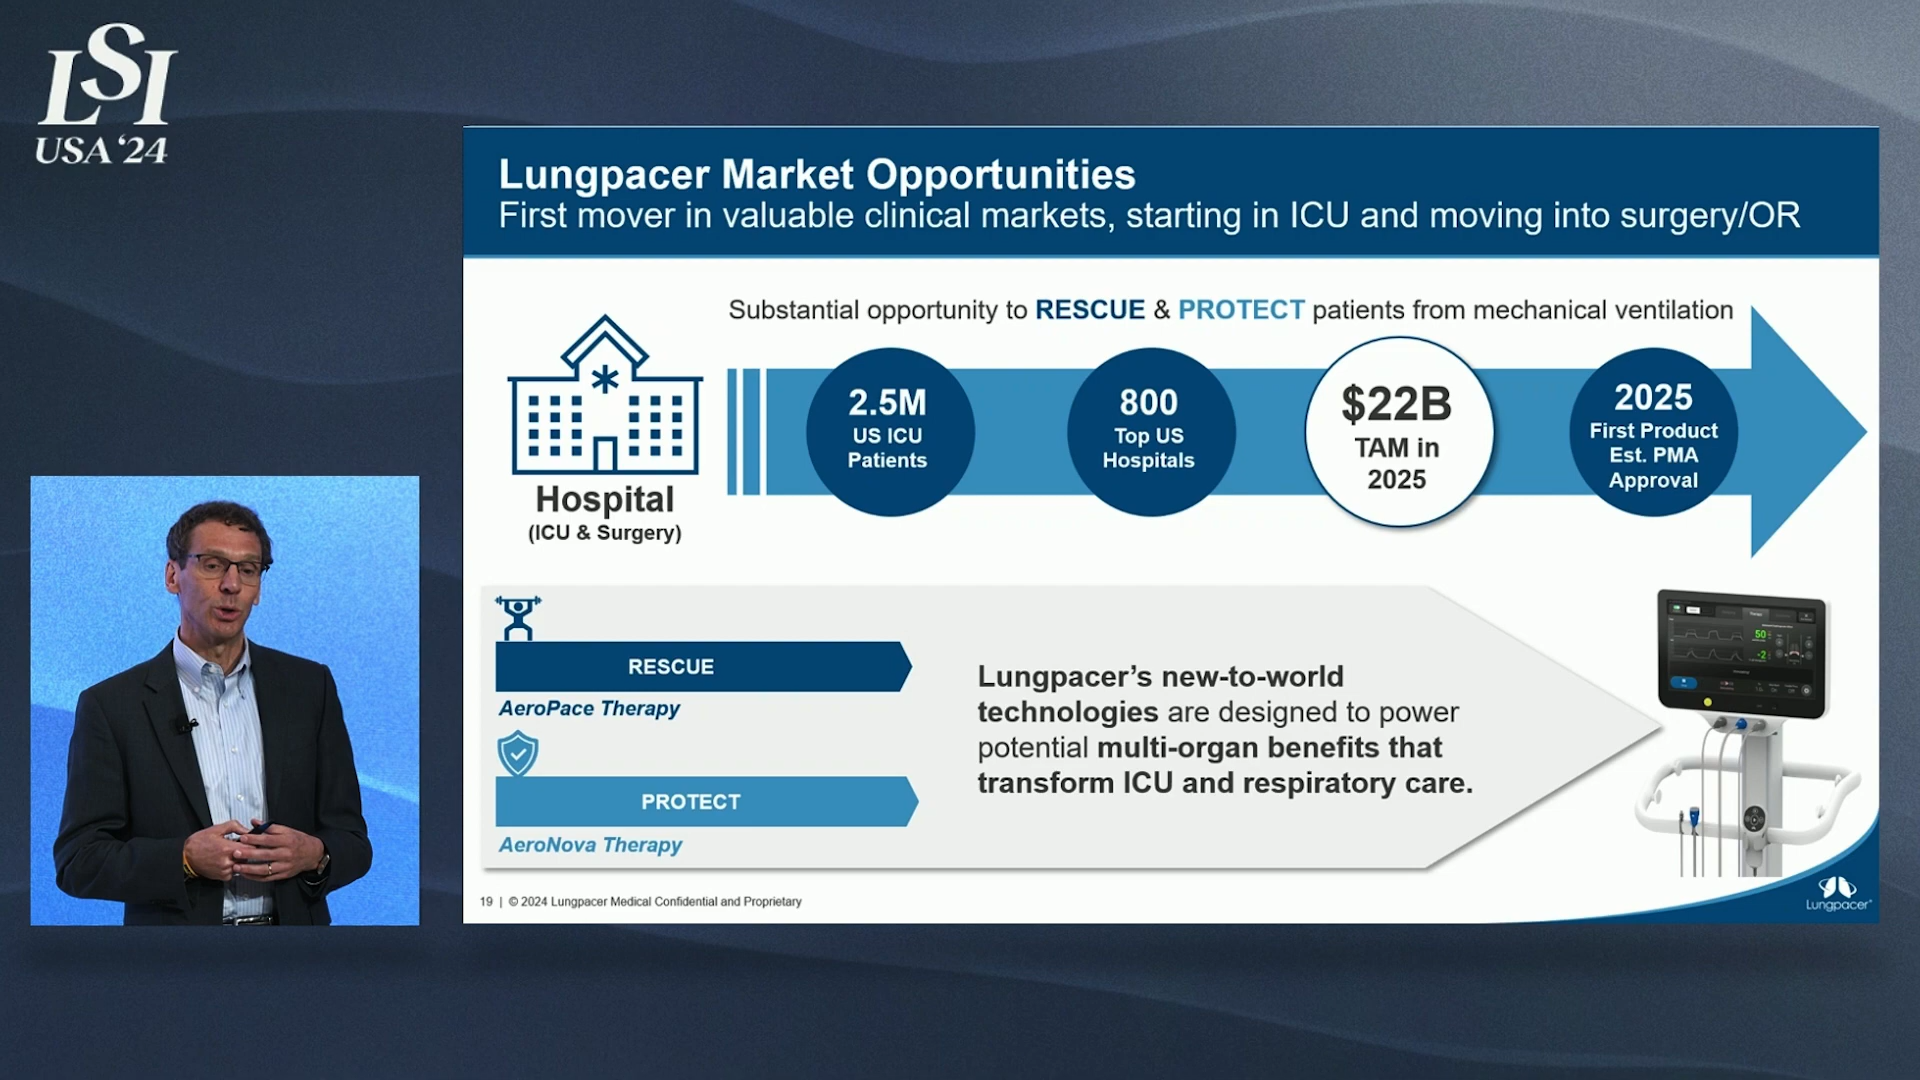 LSI
USA ‘24
Lungpacer Market Opportunities
First mover in valuable clinical markets, starting in ICU and moving into surgery/OR
Substantial opportunity to RESCUE & PROTECT patients from mechanical ventilation
Hospital
(ICU & Surgery)
2.5M
US ICU
Patients
800
Top US
Hospitals
$22B
TAM in
2025
2025
First Product
Est. PMA
Approval
RESCUE
AeroPace Therapy
PROTECT
AeroNova Therapy
Lungpacer’s new-to-world
technologies are designed to power
potential multi-organ benefits that
transform ICU and respiratory care.
50
-2
19 | © 2024 Lungpacer Medical Confidential and Proprietary
Lungpacer